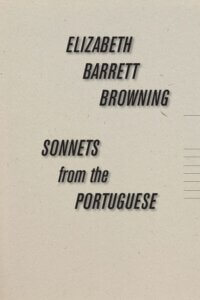 ELIZABETH
BARRETT
BROWNING
SONNETS
from the
PORTUGUESE